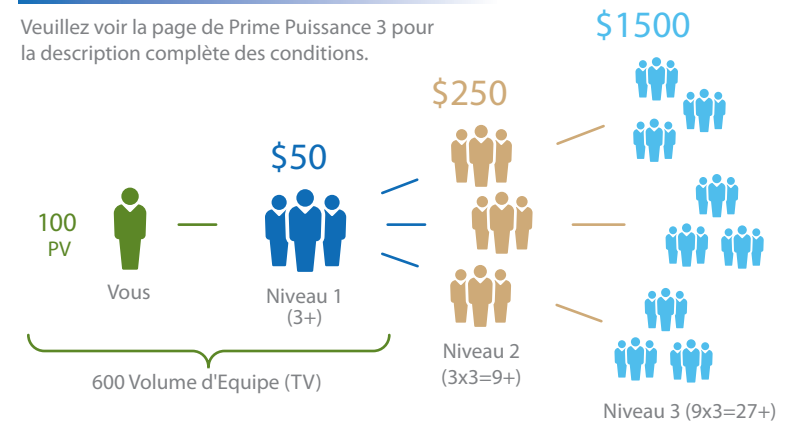 Veuillez voir la page de Prime Puissance 3 pour
la description complète des conditions.
$1500
$250
$50
100
PV
Vous
Niveau 1
(3+)
600 Volume d'Equipe (TV)
Niveau 2
(3x3=9+)
Niveau 3 (9x3=27+)